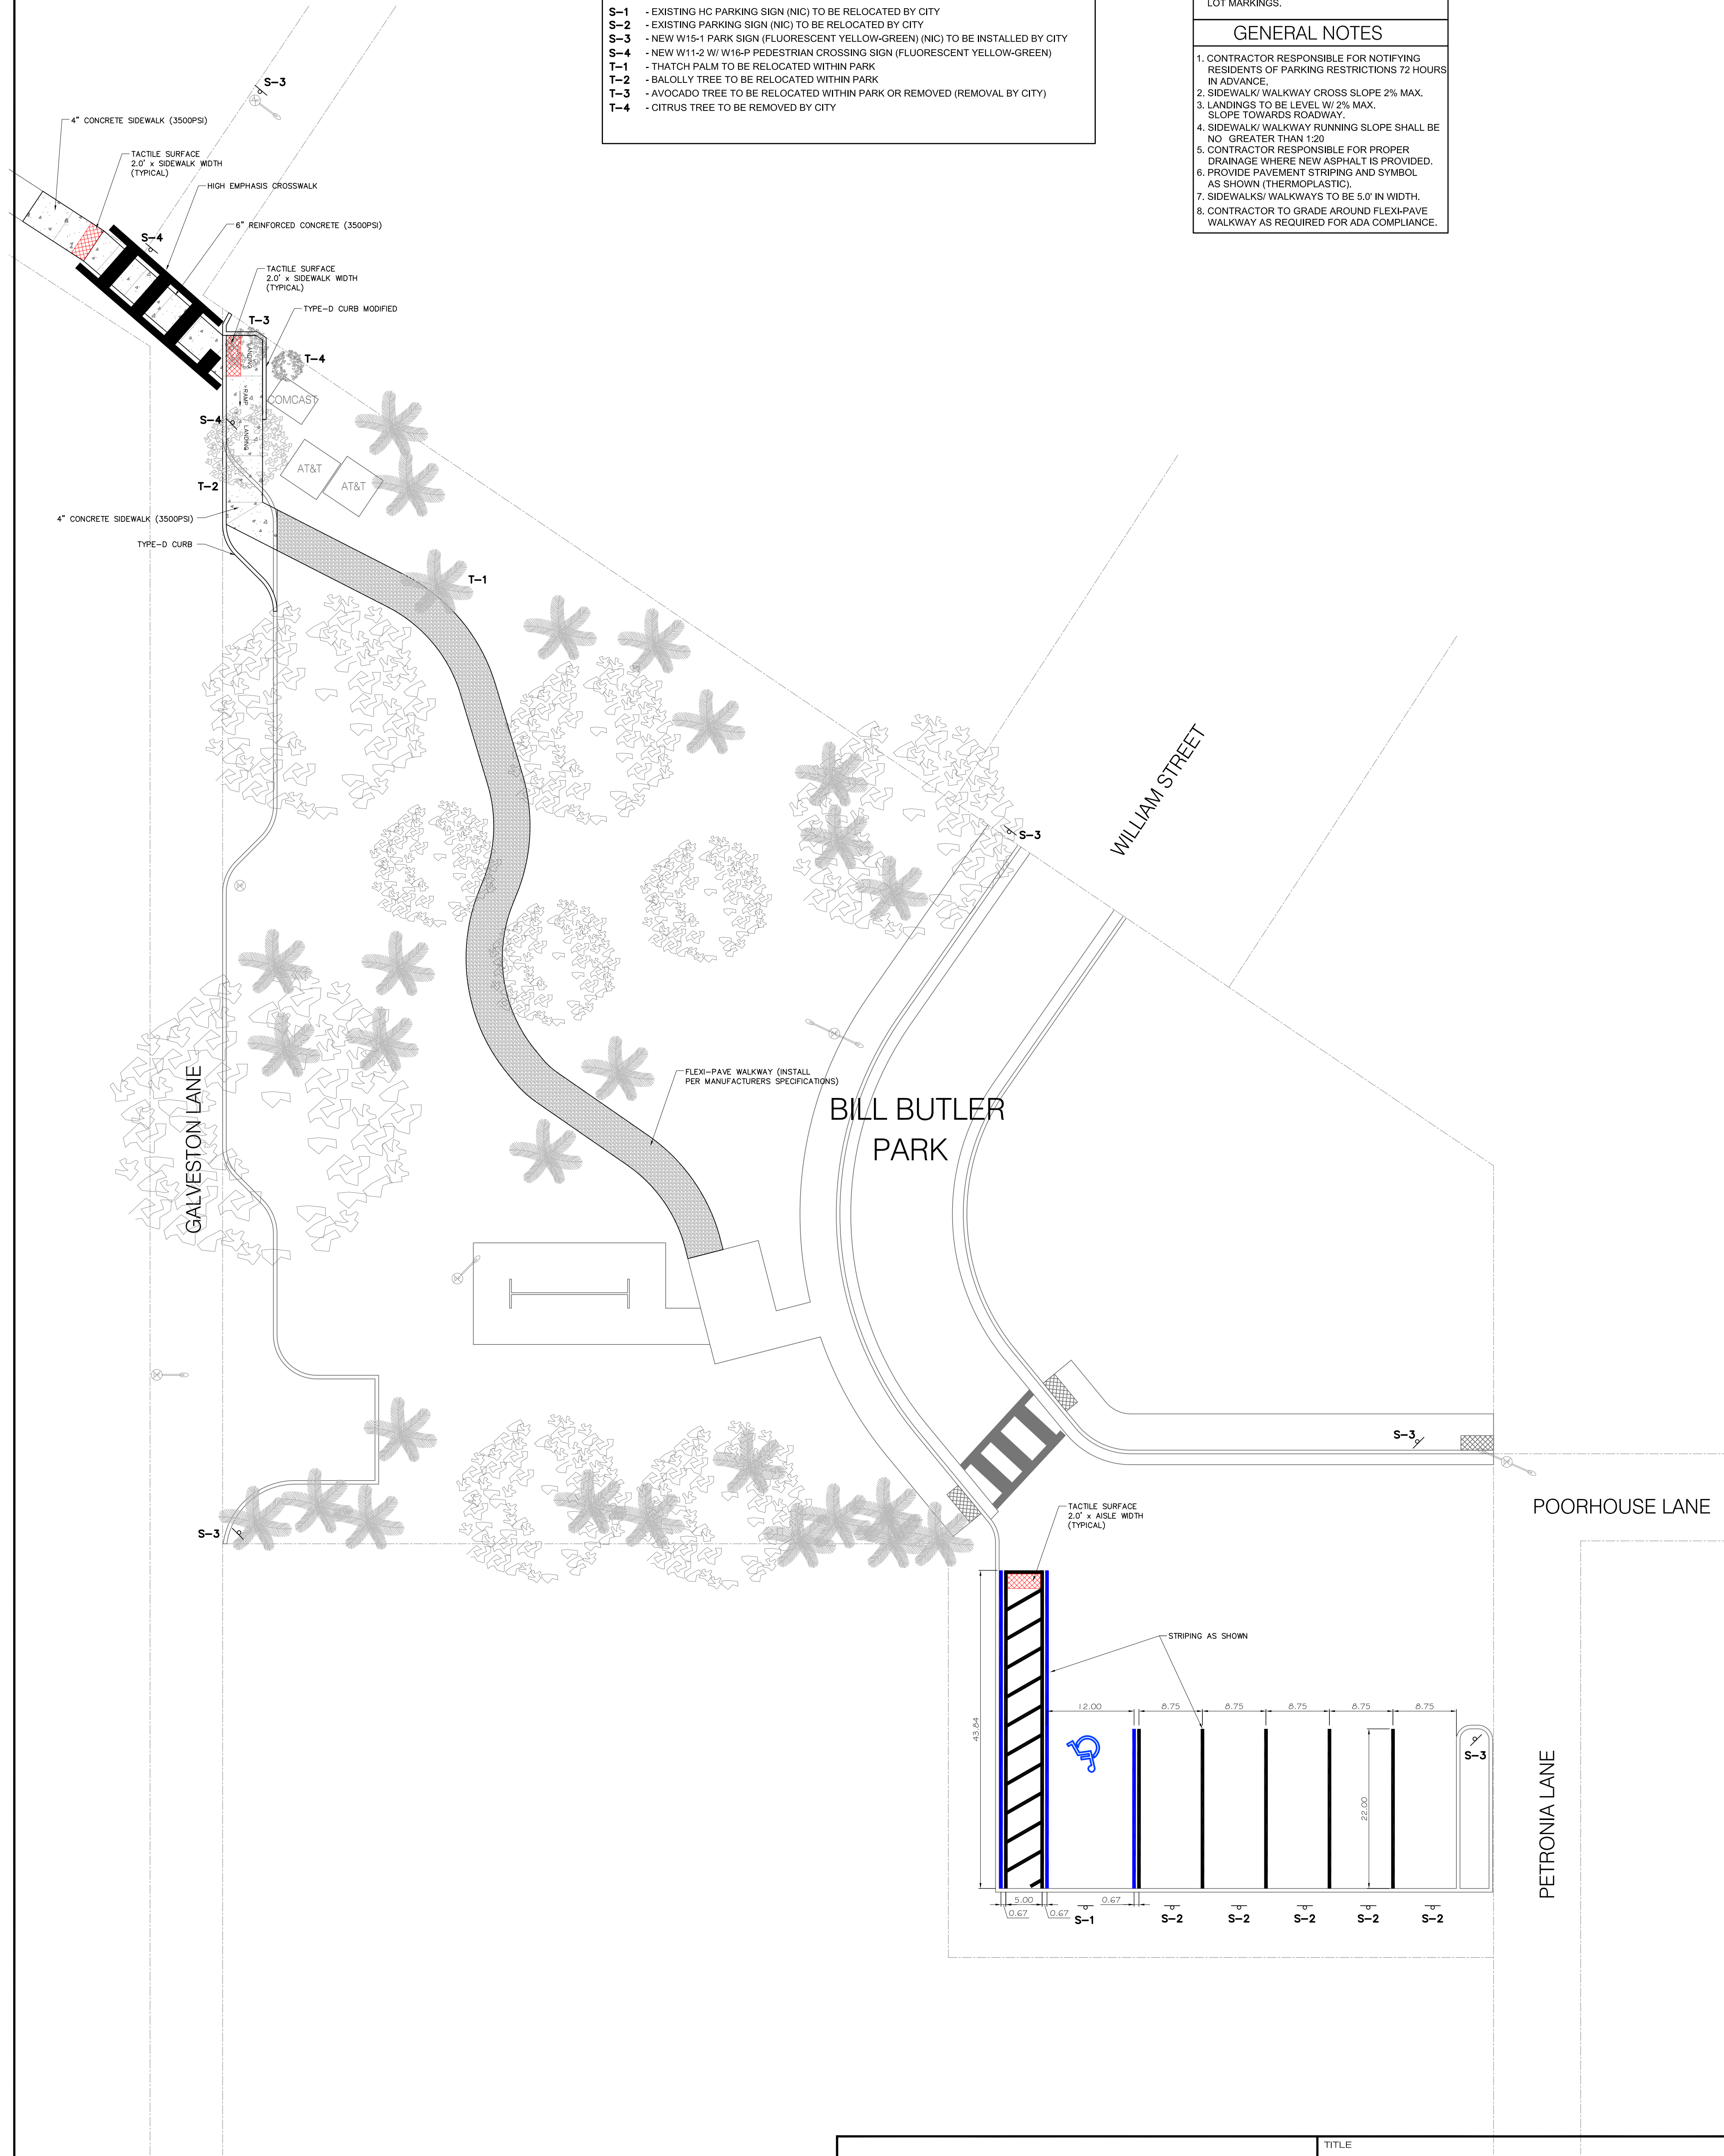 S-1 - EXISTING HC PARKING SIGN (NIC) TO BE RELOCATED BY CITY
S-2 - EXISTING PARKING SIGN (NIC) TO BE RELOCATED BY CITY
S-3 - NEW W15-1 PARK SIGN (FLUORESCENT YELLOW-GREEN) (NIC) TO BE INSTALLED BY CITY
S-4 - NEW W11-2 W/ W16-P PEDESTRIAN CROSSING SIGN (FLUORESCENT YELLOW-GREEN)
T-1 - THATCH PALM TO BE RELOCATED WITHIN PARK
T-2 - BALOLLY TREE TO BE RELOCATED WITHIN PARK
T-3 - AVOCADO TREE TO BE RELOCATED WITHIN PARK OR REMOVED (REMOVAL BY CITY)
T-4 - CITRUS TREE TO BE REMOVED BY CITY
LOT MARKINGS.
GENERAL NOTES
1. CONTRACTOR RESPONSIBLE FOR NOTIFYING
RESIDENTS OF PARKING RESTRICTIONS 72 HOURS
IN ADVANCE,
2. SIDEWALK/ WALKWAY CROSS SLOPE 2% MAX.
3. LANDINGS TO BE LEVEL W/ 2% MAX.
SLOPE TOWARDS ROADWAY.
4. SIDEWALK/ WALKWAY RUNNING SLOPE SHALL BE
NO GREATER THAN 1:20
5. CONTRACTOR RESPONSIBLE FOR PROPER
DRAINAGE WHERE NEW ASPHALT IS PROVIDED.
6. PROVIDE PAVEMENT STRIPING AND SYMBOL
AS SHOWN (THERMOPLASTIC).
7. SIDEWALKS/ WALKWAYS TO BE 5.0' IN WIDTH.
8. CONTRACTOR TO GRADE AROUND FLEXI-PAVE
WALKWAY AS REQUIRED FOR ADA COMPLIANCE.
S-3
4" CONCRETE SIDEWALK (3500PSI)
TACTILE SURFACE
2.0' x SIDEWALK WIDTH
(TYPICAL)
HIGH EMPHASIS CROSSWALK
6" REINFORCED CONCRETE (3500PSI)
S-4
TACTILE SURFACE
2.0' x SIDEWALK WIDTH
(TYPICAL)
TYPE-D CURB MODIFIED
T-3
LANDING
T-4
RAMP
COMCAST
S-4
LANDING
AT&T
AT&T
T-2
4" CONCRETE SIDEWALK (3500PSI)
TYPE-D CURB
T-1
WILLIAM STREET
S-3
GALVESTON LANE
FLEXI-PAVE WALKWAY (INSTALL
PER MANUFACTURERS SPECIFICATIONS)
BILL BUTLER
PARK
S-3
POORHOUSE LANE
TACTILE SURFACE
2.0' x AISLE WIDTH
(TYPICAL)
S-3
STRIPING AS SHOWN
12.00
8.75
8.75
8.75
8.75
8.75
43.84
S-3
22.00
PETRONIA LANE
5.00
0.67
0.67
0.67
S-1
S-2
S-2
S-2
S-2
S-2
TITLE